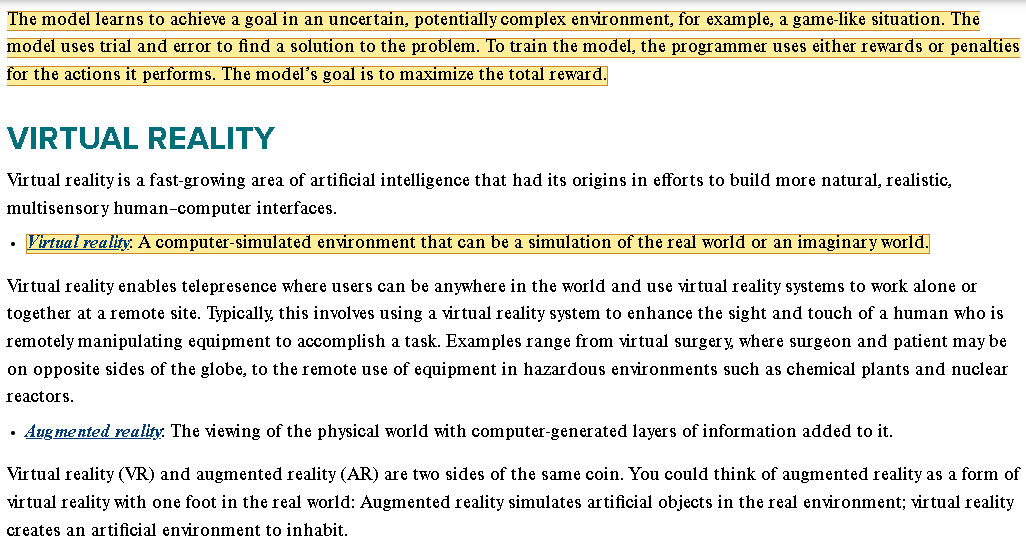 The model learns to achieve a goal in an uncertain, potentially complex environment, for example, a game-like situation. The
model uses trial and error to find a solution to the problem. To train the model, the programmer uses either rewards or penalties
for the actions it performs. The model's goal is to maximize the total reward.
VIRTUAL REALITY
Virtual reality is a fast-growing area of artificial intelligence that had its origins in efforts to build more natural, realistic,
multisensory human–computer interfaces.
• Virtual reality: A computer-simulated environment that can be a simulation of the real world or an imaginary world.
Virtual reality enables telepresence where users can be anywhere in the world and use virtual reality systems to work alone or
together at a remote site. Typically, this involves using a virtual reality system to enhance the sight and touch of a human who is
remotely manipulating equipment to accomplish a task. Examples range from virtual surgery, where surgeon and patient may be
on opposite sides of the globe, to the remote use of equipment in hazardous environments such as chemical plants and nuclear
reactors.
• Augmented reality: The viewing of the physical world with computer-generated layers of information added to it.
Virtual reality (VR) and augmented reality (AR) are two sides of the same coin. You could think of augmented reality as a form of
virtual reality with one foot in the real world: Augmented reality simulates artificial objects in the real environment; virtual reality
creates an artificial environment to inhabit.